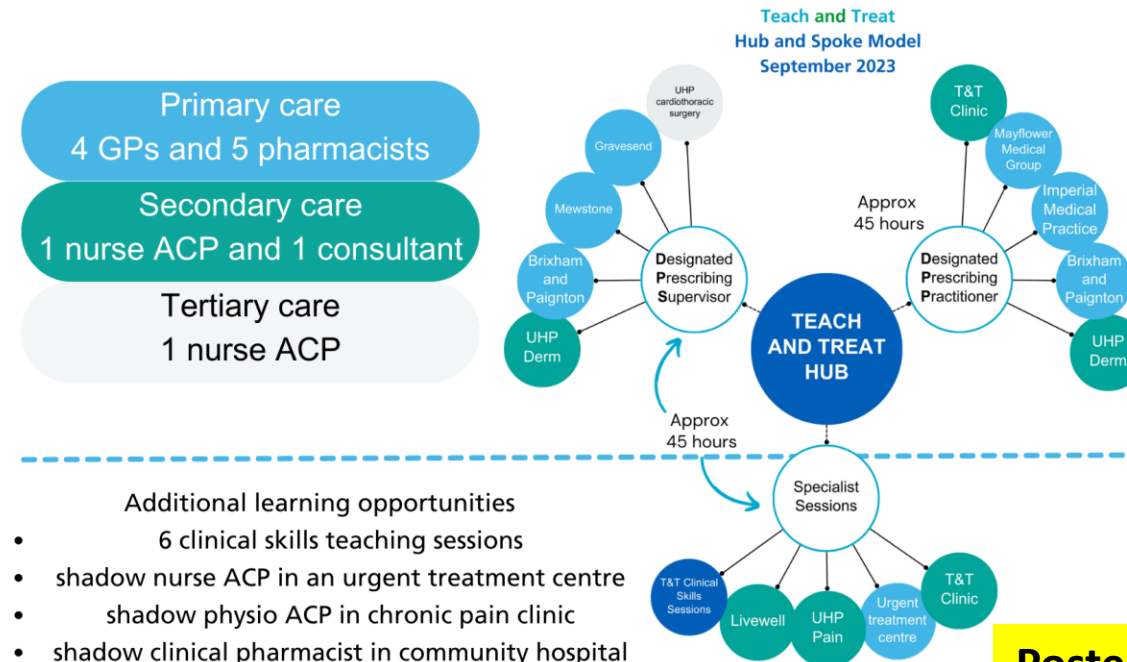 Teach and Treat
Hub and Spoke Model
September 2023
Primary care
4 GPs and 5 pharmacists
Secondary care
1 nurse ACP and 1 consultant
Tertiary care
1 nurse ACP
UHP
cardiothoracic
surgery
Gravesend
Mewstone
Brixham
and
Paignton
UHP
Derm
Designated
Prescribing
Supervisor
TEACH
AND TREAT
HUB
Approx
45 hours
Designated
Prescribing
Practitioner
T&T
Clinic
Mayflower
Medical
Group
Imperial
Medical
Practice
Brixham
and
Paignton
UHP
Derm
Approx
45 hours
Specialist
Sessions
T&T Clinical
Skills
Sessions
Livewell
UHP
Pain
Urgent
treatment
centre
T&T
Clinic
Additional learning opportunities
• 6 clinical skills teaching sessions
• shadow nurse ACP in an urgent treatment centre
• shadow physio ACP in chronic pain clinic
• shadow clinical pharmacist in community hospital